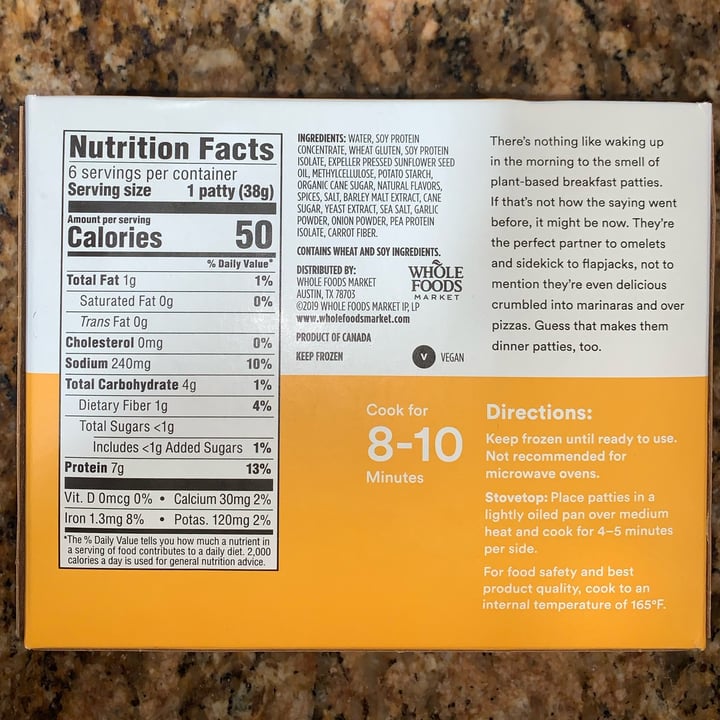 Nutrition Facts
6 servings per container
Serving size 1 patty (38g)
Amount per serving
Calories 50
% Daily Value*
Total Fat 1g 1%
Saturated Fat 0g 0%
Trans Fat 0g
Cholesterol 0mg 0%
Sodium 240mg 10%
Total Carbohydrate 4g 1%
Dietary Fiber 1g 4%
Total Sugars <1g
Includes <1g Added Sugars 1%
Protein 7g 13%
Vit. D 0mcg 0% • Calcium 30mg 2%
Iron 1.3mg 8% • Potas. 120mg 2%
*The % Daily Value tells you how much a nutrient in
a serving of food contributes to a daily diet. 2,000
calories a day is used for general nutrition advice.
INGREDIENTS: WATER, SOY PROTEIN
CONCENTRATE, WHEAT GLUTEN, SOY PROTEIN
ISOLATE, EXPELLER PRESSED SUNFLOWER SEED
OIL, METHYLCELLULOSE, POTATO STARCH,
ORGANIC CANE SUGAR, NATURAL FLAVORS,
SPICES, SALT, BARLEY MALT EXTRACT, CANE
SUGAR, YEAST EXTRACT, SEA SALT, GARLIC
POWDER, ONION POWDER, PEA PROTEIN
ISOLATE, CARROT FIBER.
CONTAINS WHEAT AND SOY INGREDIENTS.
DISTRIBUTED BY:
WHOLE FOODS MARKET
AUSTIN, TX 78703
©2019 WHOLE FOODS MARKET IP, LP
www.wholefoodsmarket.com
PRODUCT OF CANADA
KEEP FROZEN
WHOLE
FOODS
MARKET
V VEGAN
There's nothing like waking up
in the morning to the smell of
plant-based breakfast patties.
If that's not how the saying went
before, it might be now. They're
the perfect partner to omelets
and sidekick to flapjacks, not to
mention they're even delicious
crumbled into marinaras and over
pizzas. Guess that makes them
dinner patties, too.
Cook for
8-10
Minutes
Directions:
Keep frozen until ready to use.
Not recommended for
microwave ovens.
Stovetop: Place patties in a
lightly oiled pan over medium
heat and cook for 4–5 minutes
per side.
For food safety and best
product quality, cook to an
internal temperature of 165°F.